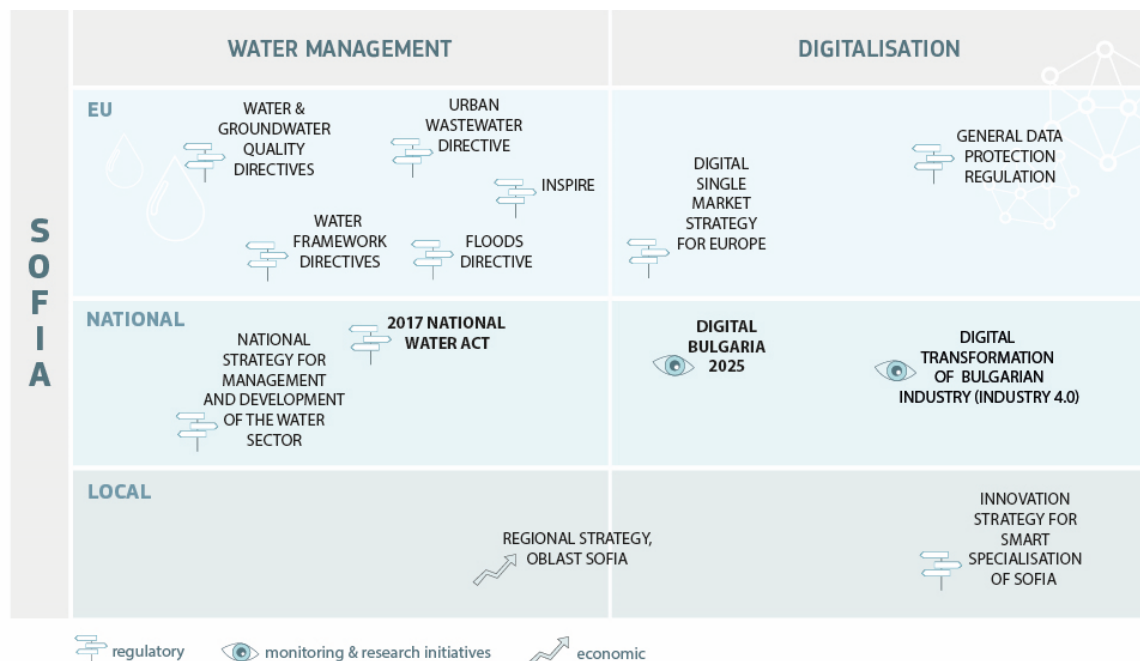 WATER MANAGEMENT
DIGITALISATION
SOFIA
EU
WATER &
GROUNDWATER
QUALITY
DIRECTIVES
URBAN
WASTEWATER
DIRECTIVE
INSPIRE
WATER
FRAMEWORK
DIRECTIVES
FLOODS
DIRECTIVE
DIGITAL
SINGLE
MARKET
STRATEGY
FOR EUROPE
GENERAL DATA
PROTECTION
REGULATION
NATIONAL
NATIONAL
STRATEGY FOR
MANAGEMENT
AND DEVELOPMENT
OF THE WATER
SECTOR
2017 NATIONAL
WATER ACT
DIGITAL
BULGARIA
2025
DIGITAL
TRANSFORMATION
OF BULGARIAN
INDUSTRY (INDUSTRY 4.0)
LOCAL
REGIONAL STRATEGY,
OBLAST SOFIA
INNOVATION
STRATEGY FOR
SMART
SPECIALISATION
OF SOFIA
regulatory
monitoring & research initiatives
economic